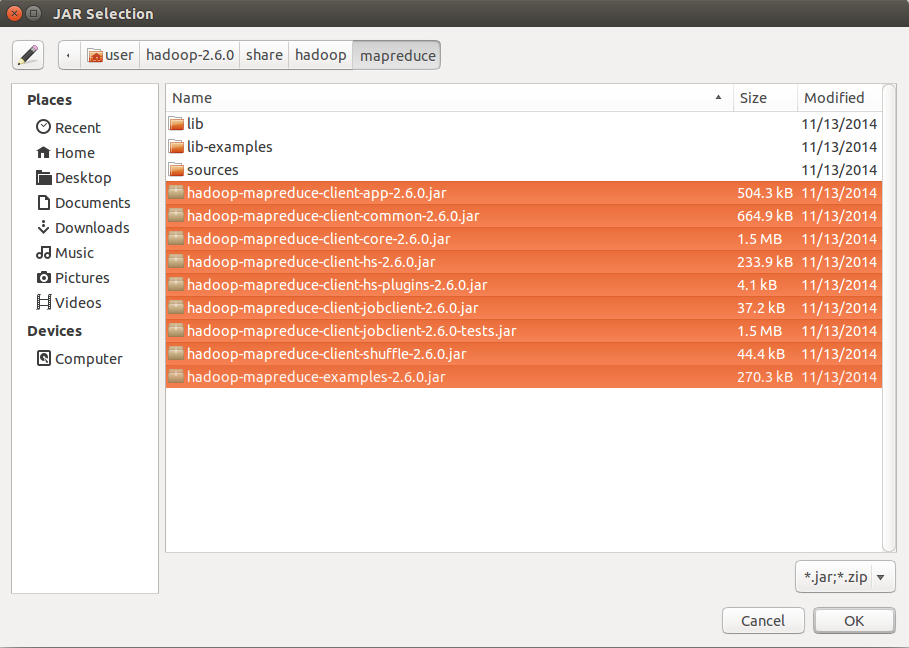 JAR Selection
user hadoop-2.6.0 share hadoop mapreduce
Places
Recent
Home
Desktop
Documents
Downloads
Music
Pictures
Videos
Devices
Computer
Name Size Modified
lib 11/13/2014
lib-examples 11/13/2014
sources 11/13/2014
hadoop-mapreduce-client-app-2.6.0.jar 504.3 kB 11/13/2014
hadoop-mapreduce-client-common-2.6.0.jar 664.9 kB 11/13/2014
hadoop-mapreduce-client-core-2.6.0.jar 1.5 MB 11/13/2014
hadoop-mapreduce-client-hs-2.6.0.jar 233.9 kB 11/13/2014
hadoop-mapreduce-client-hs-plugins-2.6.0.jar 4.1 kB 11/13/2014
hadoop-mapreduce-client-jobclient-2.6.0.jar 37.2 kB 11/13/2014
hadoop-mapreduce-client-jobclient-2.6.0-tests.jar 1.5 MB 11/13/2014
hadoop-mapreduce-client-shuffle-2.6.0.jar 44.4 kB 11/13/2014
hadoop-mapreduce-examples-2.6.0.jar 270.3 kB 11/13/2014
*.jar;*.zip
Cancel OK